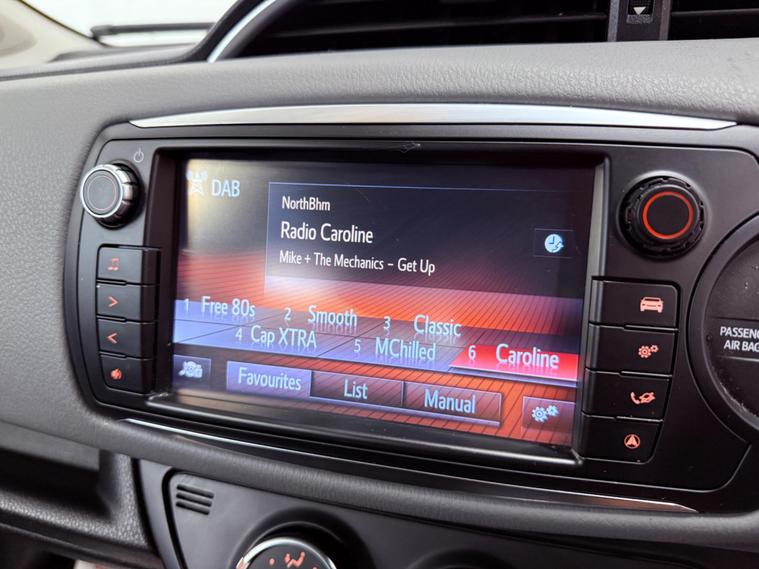 DAB
NorthBhm
Radio Caroline
Mike + The Mechanics - Get Up
1 Free 80s 2 Smooth 3 Classic
4 Cap XTRA 5 MChilled 6 Caroline
Favourites List Manual
PASSENG
AIR BAG